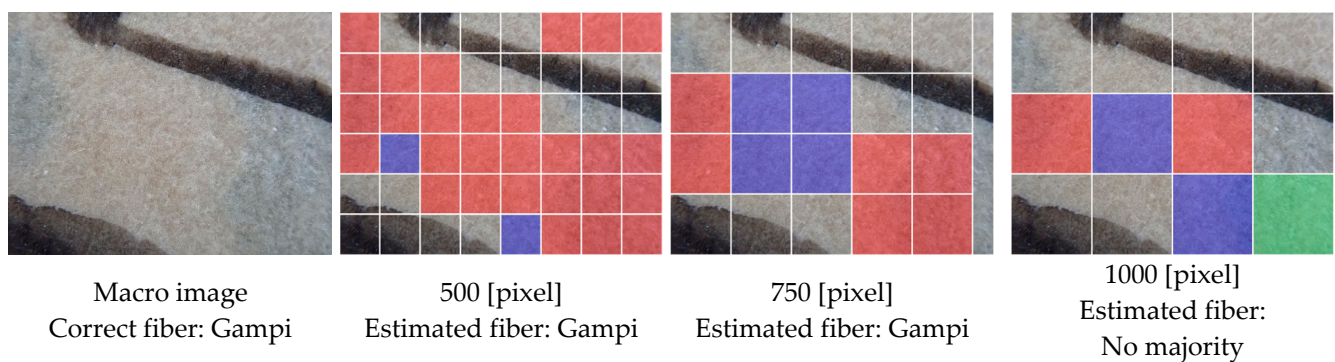 Macro image
Correct fiber: Gampi
500 [pixel]
Estimated fiber: Gampi
750 [pixel]
Estimated fiber: Gampi
1000 [pixel]
Estimated fiber:
No majority